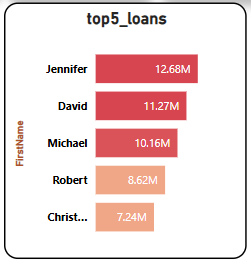 top5_loans
FirstName
Jennifer 12.68M
David 11.27M
Michael 10.16M
Robert 8.62M
Christ... 7.24M